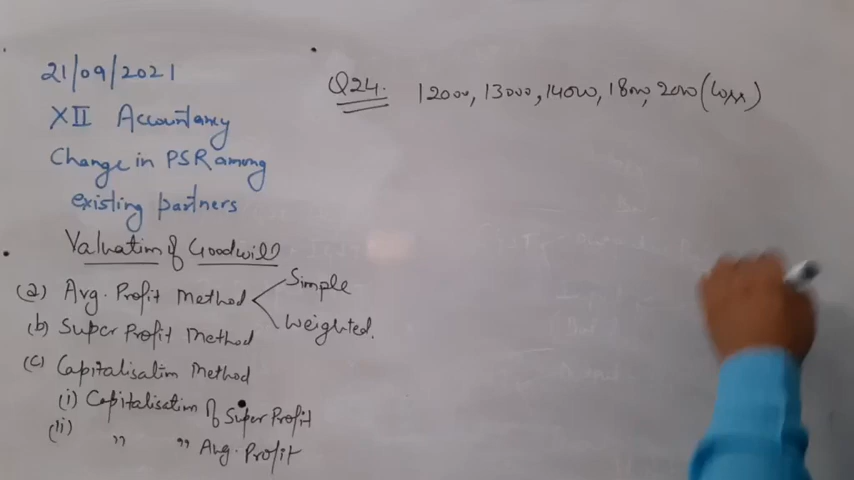 21/09/2021
XII Accountancy
Change in PSR among
existing partners
Valuation of Goodwill
(a) Avg. Profit Method
Simple
Weighted.
(b) Super Profit Method
(c) Capitalisation Method
(i) Capitalisation of Super Profit
(ii) " " Avg. Profit
Q24. 12000, 13000, 14000, 18000, 2000 (Loss)